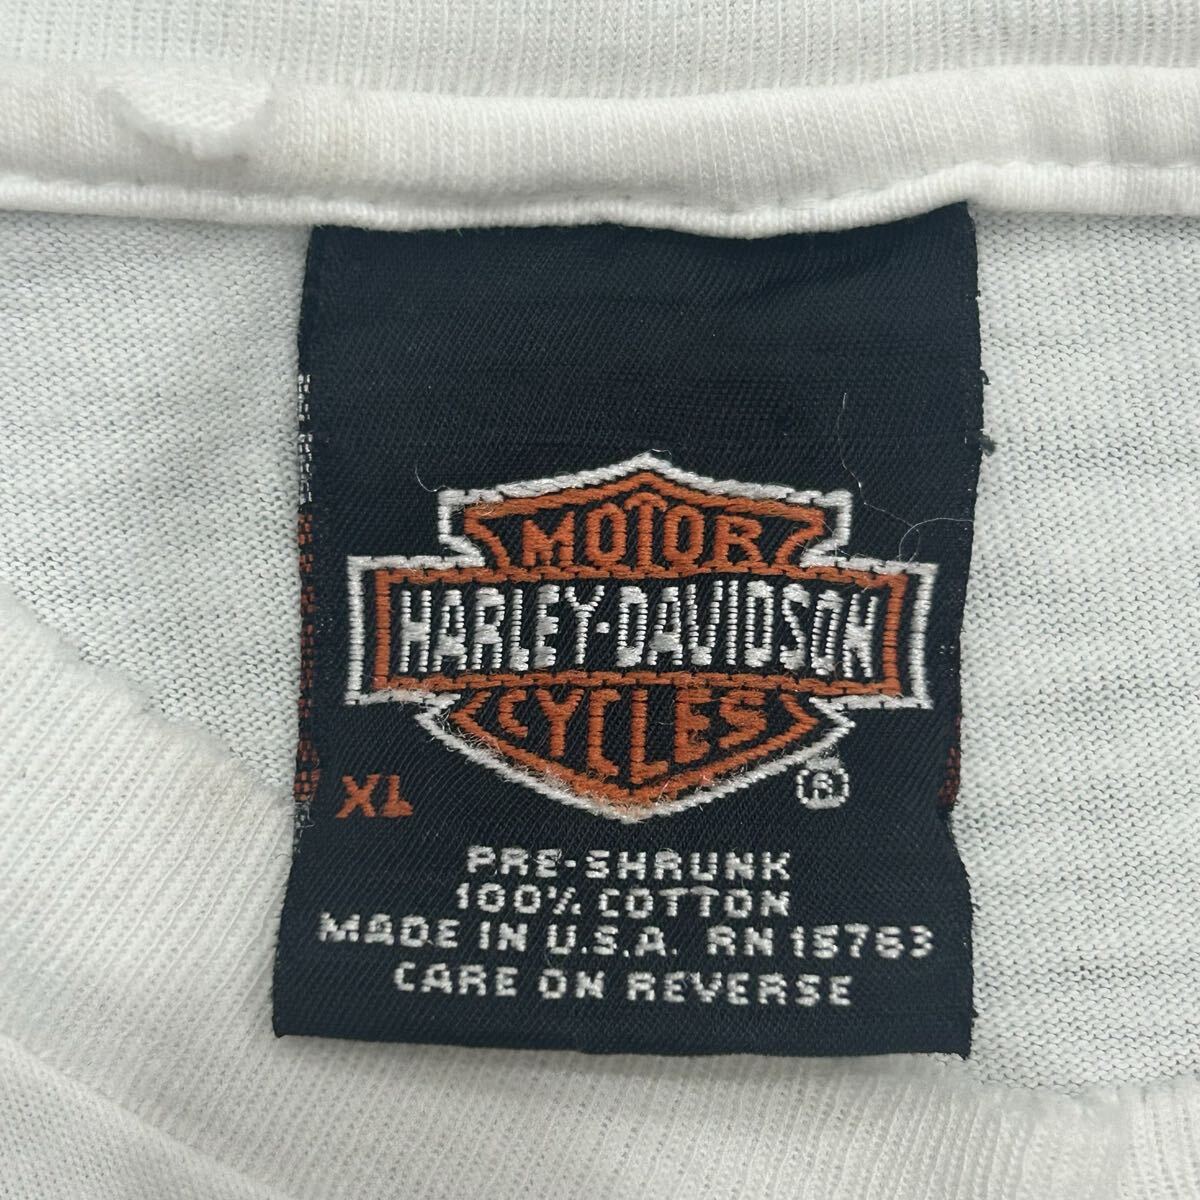 MOTOR
HARLEY-DAVIDSON
CYCLES
XL ®
PRE-SHRUNK
100% COTTON
MADE IN U.S.A. RN 15763
CARE ON REVERSE